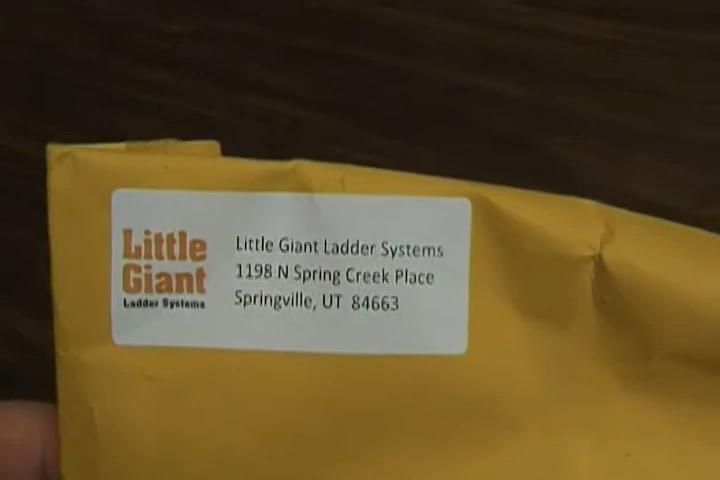 Little
Giant
Ladder Systems
Little Giant Ladder Systems
1198 N Spring Creek Place
Springville, UT 84663